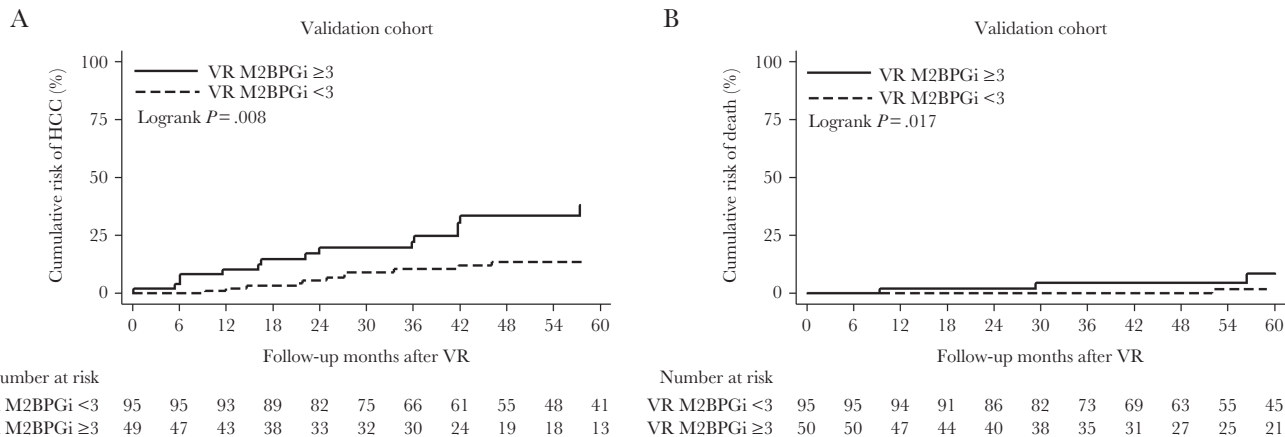 A
Validation cohort
100
75
50
25
0
Cumulative risk of HCC (%)
VR M2BPGi ≥3
VR M2BPGi <3
Logrank P = .008
0 6 12 18 24 30 36 42 48 54 60
Follow-up months after VR
umber at risk
M2BPGi <3 95 95 93 89 82 75 66 61 55 48 41
M2BPGi ≥3 49 47 43 38 33 32 30 24 19 18 13
B
Validation cohort
100
75
50
25
0
Cumulative risk of death (%)
VR M2BPGi ≥3
VR M2BPGi <3
Logrank P = .017
0 6 12 18 24 30 36 42 48 54 60
Follow-up months after VR
Number at risk
VR M2BPGi <3 95 95 94 91 86 82 73 69 63 55 45
VR M2BPGi ≥3 50 50 47 44 40 38 35 31 27 25 21